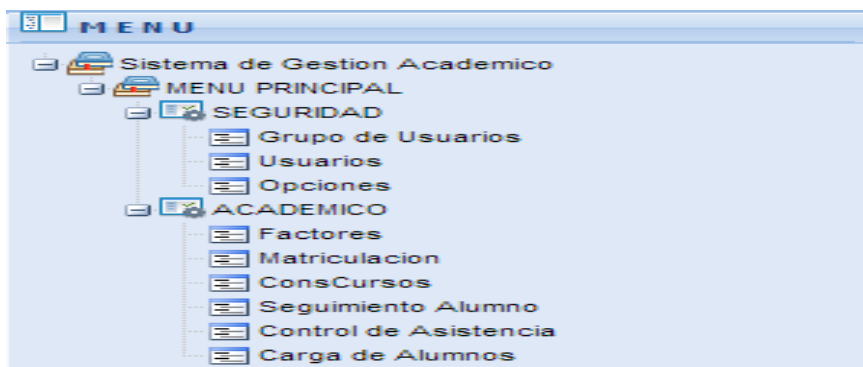 MENU
Sistema de Gestion Academico
MENU PRINCIPAL
SEGURIDAD
Grupo de Usuarios
Usuarios
Opciones
ACADEMICO
Factores
Matriculacion
ConsCursos
Seguimiento Alumno
Control de Asistencia
Carga de Alumnos